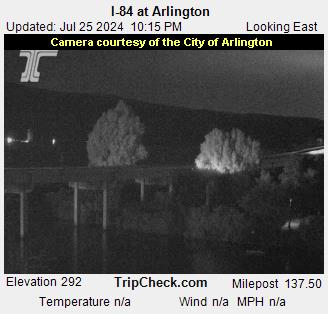 I-84 at Arlington
Updated: Jul 25 2024 10:15 PM Looking East
Camera courtesy of the City of Arlington
Elevation 292 TripCheck.com Milepost 137.50
Temperature n/a Wind n/a MPH n/a